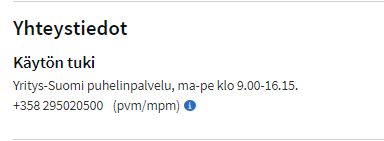 Yhteystiedot
Käytön tuki
Yritys-Suomi puhelinpalvelu, ma-pe klo 9.00-16.15.
+358 295020500 (pvm/mpm)